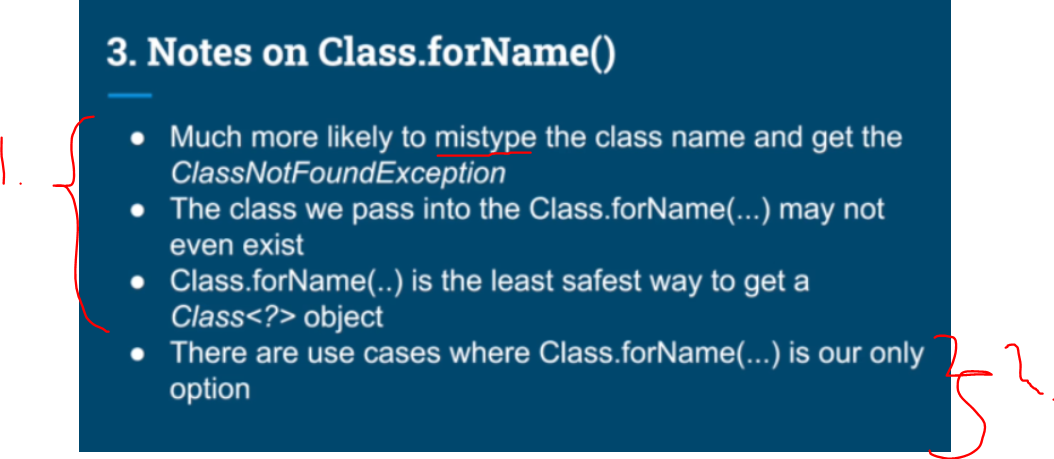 3. Notes on Class.forName()
1.
● Much more likely to mistype the class name and get the
ClassNotFoundException
● The class we pass into the Class.forName(...) may not
even exist
● Class.forName(..) is the least safest way to get a
Class<?> object
● There are use cases where Class.forName(...) is our only
option
2.